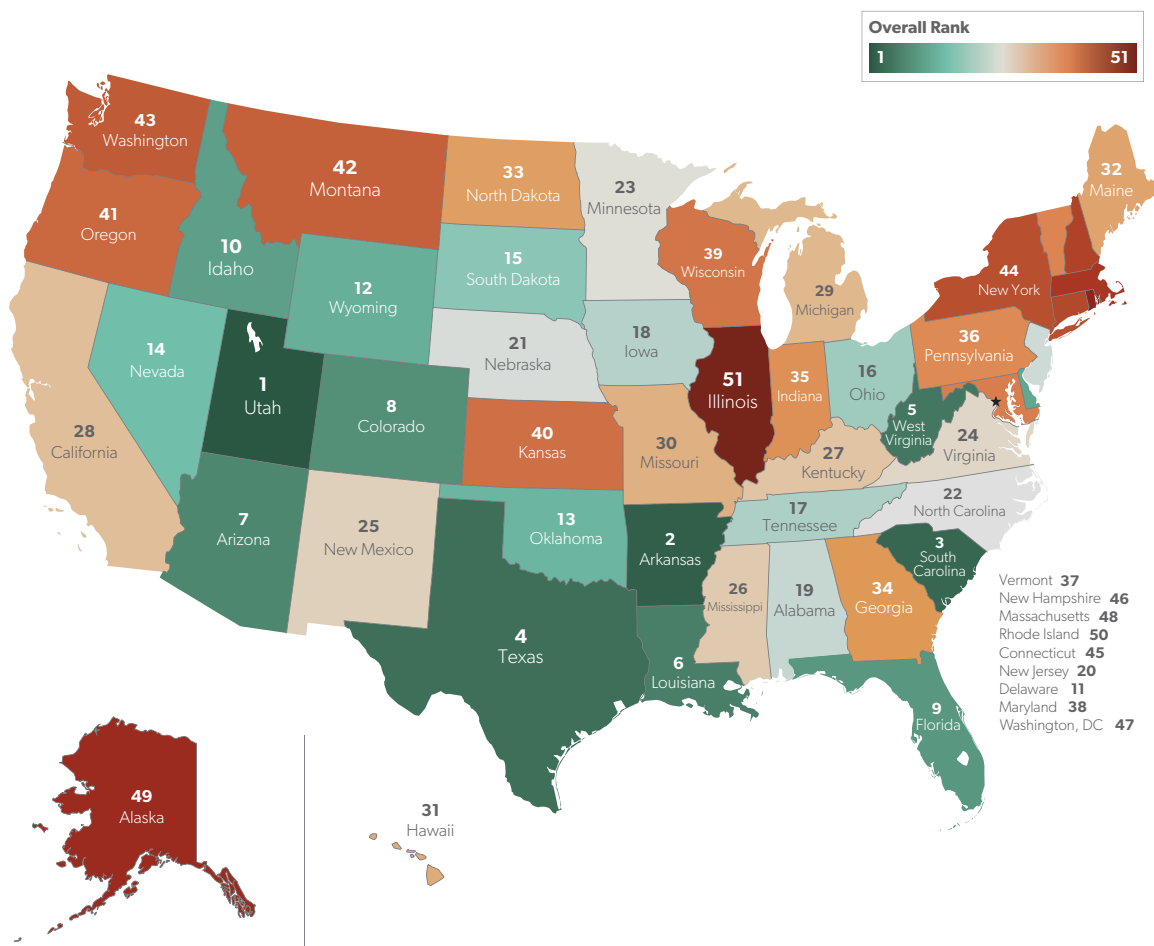 Overall Rank
1
51
43
Washington
42
Montana
33
North Dakota
23
Minnesota
32
Maine
41
Oregon
10
Idaho
15
South Dakota
39
Wisconsin
44
New York
12
Wyoming
29
Michigan
14
Nevada
21
Nebraska
18
Iowa
36
Pennsylvania
1
Utah
8
Colorado
51
Illinois
35
Indiana
16
Ohio
5
West
Virginia
28
California
40
Kansas
30
Missouri
27
Kentucky
24
Virginia
7
Arizona
25
New Mexico
13
Oklahoma
2
Arkansas
17
Tennessee
22
North Carolina
3
South
Carolina
26
Mississippi
19
Alabama
34
Georgia
4
Texas
6
Louisiana
9
Florida
Vermont 37
New Hampshire 46
Massachusetts 48
Rhode Island 50
Connecticut 45
New Jersey 20
Delaware 11
Maryland 38
Washington, DC 47
49
Alaska
31
Hawaii